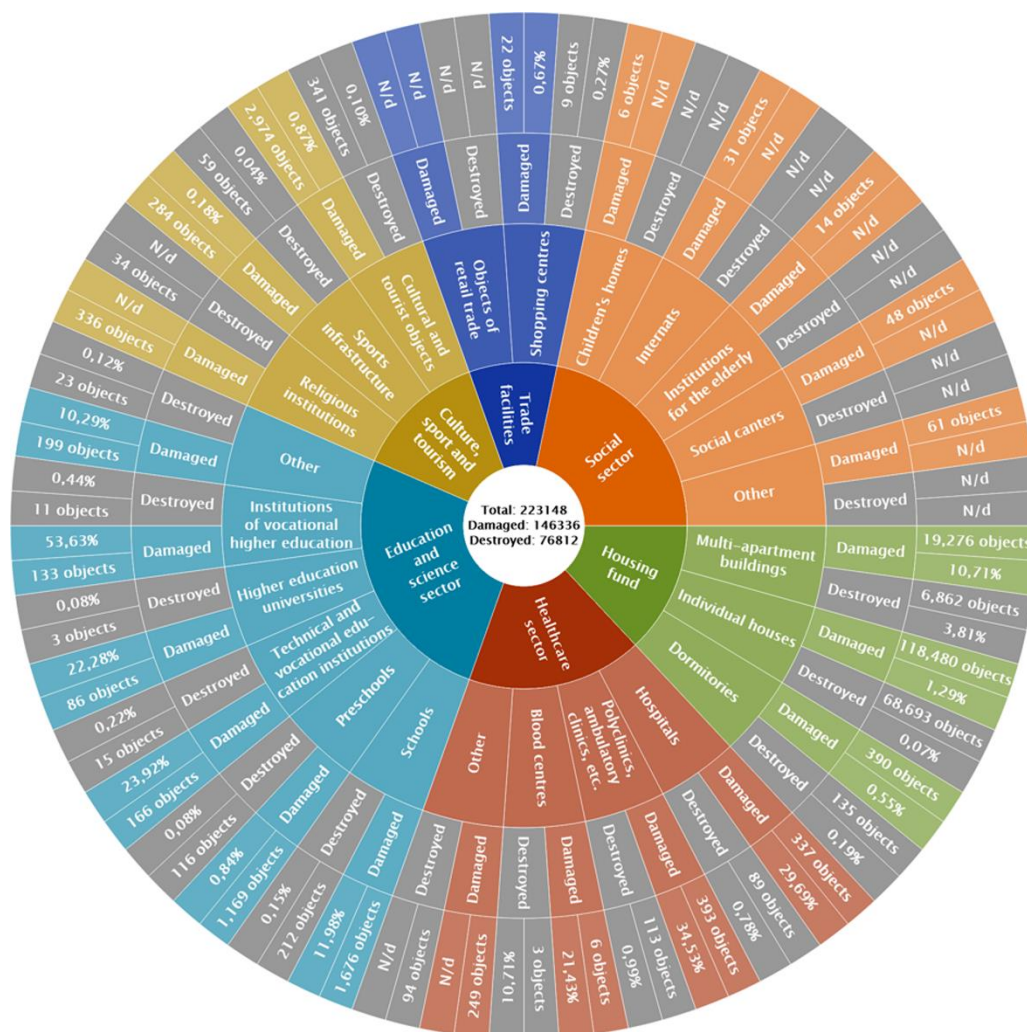 Total: 223148
Damaged: 146336
Destroyed: 76812
Trade
facilities
Objects of
retail trade
Damaged
N/d
N/d
Destroyed
N/d
N/d
Shopping centres
Damaged
22 objects
0,67%
Destroyed
9 objects
0,27%
Social
sector
Children's homes
Damaged
6 objects
N/d
Destroyed
N/d
N/d
Internats
Damaged
31 objects
N/d
Destroyed
N/d
N/d
Institutions
for the elderly
Damaged
14 objects
N/d
Destroyed
N/d
N/d
Social canters
Damaged
48 objects
N/d
Destroyed
N/d
N/d
Other
Damaged
61 objects
N/d
Destroyed
N/d
N/d
Housing
fund
Multi-apartment
buildings
Damaged
19,276 objects
10,71%
Destroyed
6,862 objects
3,81%
Individual houses
Damaged
118,480 objects
1,29%
Destroyed
68,693 objects
0,07%
Dormitories
Damaged
390 objects
0,55%
Destroyed
135 objects
0,19%
Healthcare
sector
Hospitals
Damaged
337 objects
29,69%
Destroyed
89 objects
0,78%
Polyclinics,
ambulatory
clinics, etc.
Damaged
393 objects
34,53%
Destroyed
113 objects
0,99%
Blood centres
Damaged
6 objects
21,43%
Destroyed
3 objects
10,71%
Other
Damaged
249 objects
N/d
Destroyed
94 objects
N/d
Education
and
science
sector
Schools
Damaged
1,676 objects
11,98%
Destroyed
212 objects
0,15%
Preschools
Damaged
1,169 objects
0,84%
Destroyed
116 objects
0,08%
Technical and
vocational edu-
cation institutions
Damaged
166 objects
23,92%
Destroyed
15 objects
0,22%
Higher education
universities
Damaged
86 objects
22,28%
Destroyed
3 objects
0,08%
Institutions
of vocational
higher education
Damaged
133 objects
53,63%
Destroyed
11 objects
0,44%
Other
Damaged
199 objects
10,29%
Destroyed
23 objects
0,12%
Culture,
sport and
tourism
Religious
institutions
Damaged
336 objects
N/d
Destroyed
34 objects
N/d
Sports
infrastructure
Damaged
284 objects
0,18%
Destroyed
59 objects
0,04%
Cultural and
tourist objects
Damaged
2,974 objects
0,87%
Destroyed
341 objects
0,10%